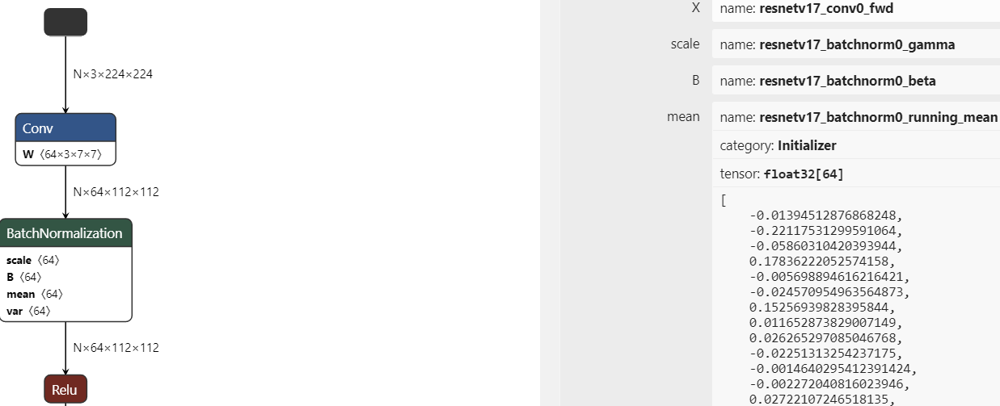 N×3×224×224
Conv
W 〈64×3×7×7〉
N×64×112×112
BatchNormalization
scale 〈64〉
B 〈64〉
mean 〈64〉
var 〈64〉
N×64×112×112
Relu
X name: resnetv17_conv0_fwd
scale name: resnetv17_batchnorm0_gamma
B name: resnetv17_batchnorm0_beta
mean name: resnetv17_batchnorm0_running_mean
category: Initializer
tensor: float32[64]
[
-0.01394512876868248,
-0.22117531299591064,
-0.05860310420393944,
0.17836222052574158,
-0.005698894616216421,
-0.024570954963564873,
0.15256939828395844,
0.011652873829007149,
0.026265297085046768,
-0.02251313254237175,
-0.0014640295412391424,
-0.002272040816023946,
0.02722107246518135,